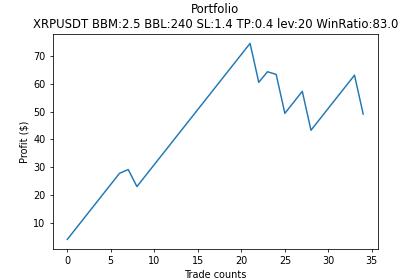 Portfolio
XRPUSDT BBM:2.5 BBL:240 SL:1.4 TP:0.4 lev:20 WinRatio:83.0
Profit ($)
70
60
50
40
30
20
10
0 5 10 15 20 25 30 35
Trade counts